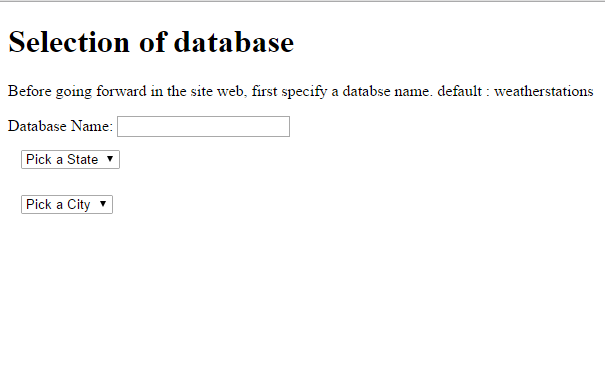 Selection of database
Before going forward in the site web, first specify a databse name. default : weatherstations
Database Name:
Pick a State
Pick a City